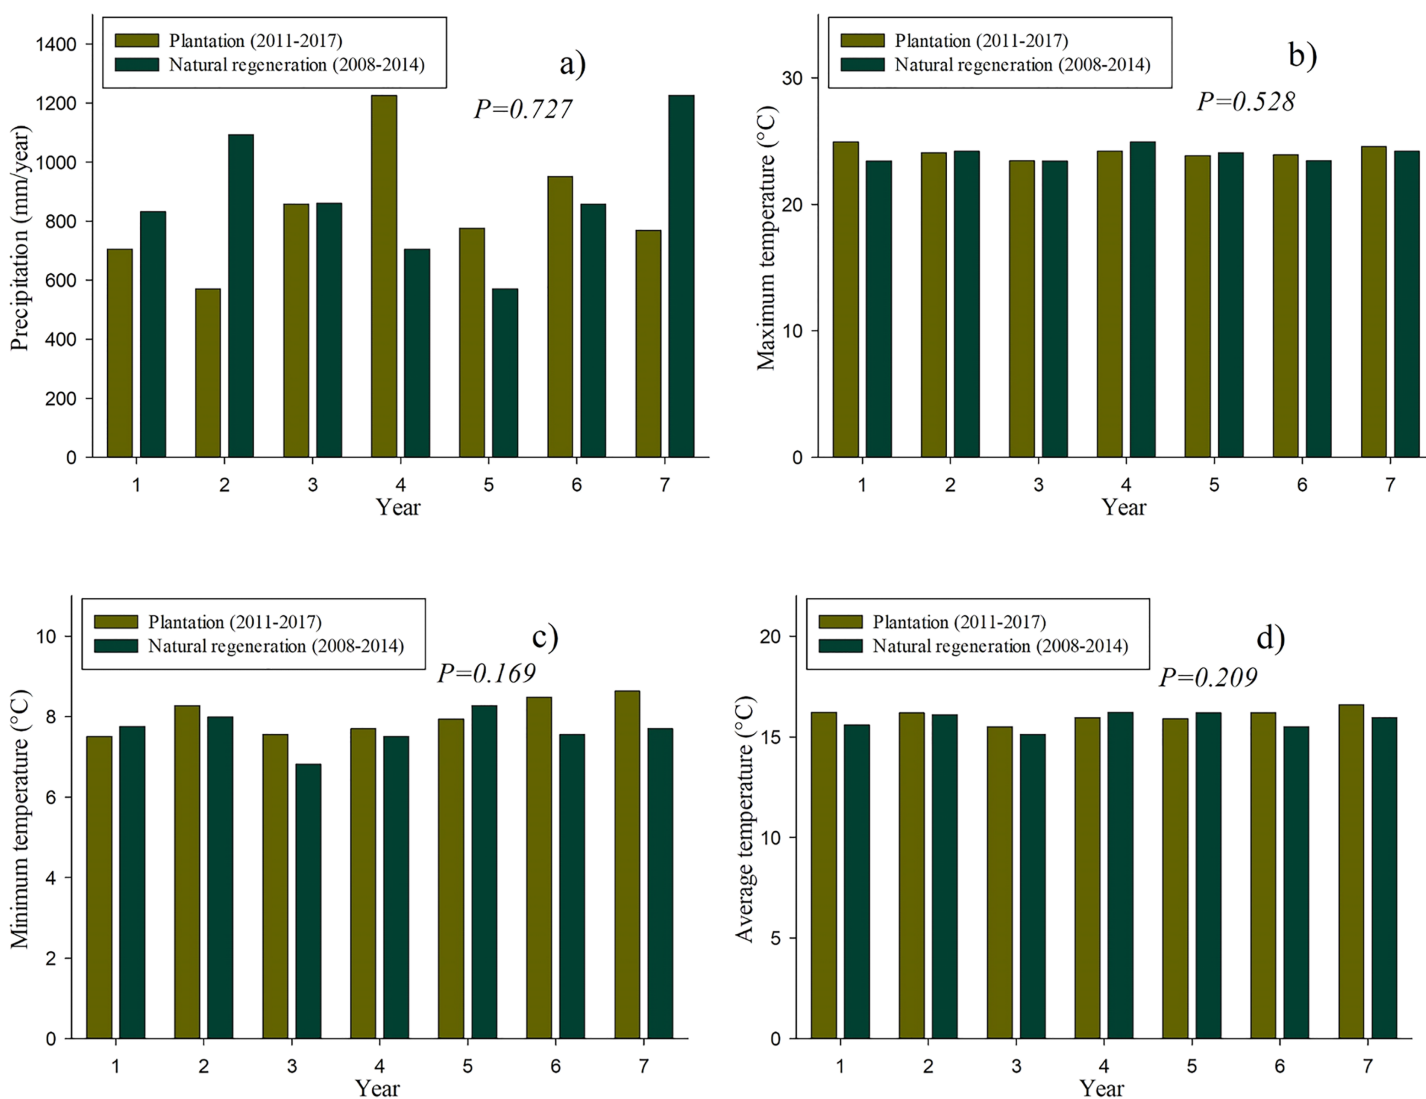 Plantation (2011-2017)
Natural regeneration (2008-2014)
a)
P=0.727
Precipitation (mm/year)
1400
1200
1000
800
600
400
200
0
1 2 3 4 5 6 7
Year
Plantation (2011-2017)
Natural regeneration (2008-2014)
b)
P=0.528
Maximum temperature (°C)
30
20
10
0
1 2 3 4 5 6 7
Year
Plantation (2011-2017)
Natural regeneration (2008-2014)
c)
P=0.169
Minimum temperature (°C)
10
8
6
4
2
0
1 2 3 4 5 6 7
Year
Plantation (2011-2017)
Natural regeneration (2008-2014)
d)
P=0.209
Average temperature (°C)
20
15
10
5
0
1 2 3 4 5 6 7
Year